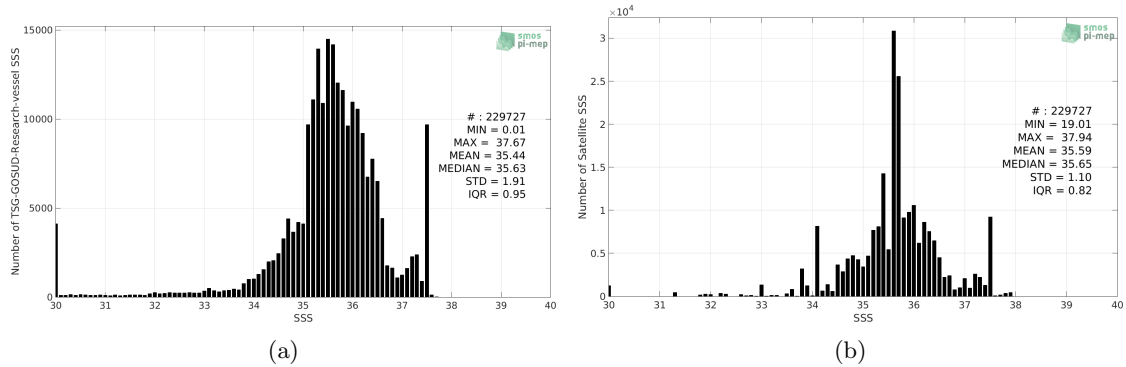 15000
10000
5000
0
Number of TSG-GOSUD-Research-vessel SSS
30 31 32 33 34 35 36 37 38 39 40
SSS
smos
pi-mep
# : 229727
MIN = 0.01
MAX = 37.67
MEAN = 35.44
MEDIAN = 35.63
STD = 1.91
IQR = 0.95
(a)
×10⁴
3
2.5
2
1.5
1
0.5
0
Number of Satellite SSS
30 31 32 33 34 35 36 37 38 39 40
SSS
smos
pi-mep
# : 229727
MIN = 19.01
MAX = 37.94
MEAN = 35.59
MEDIAN = 35.65
STD = 1.10
IQR = 0.82
(b)